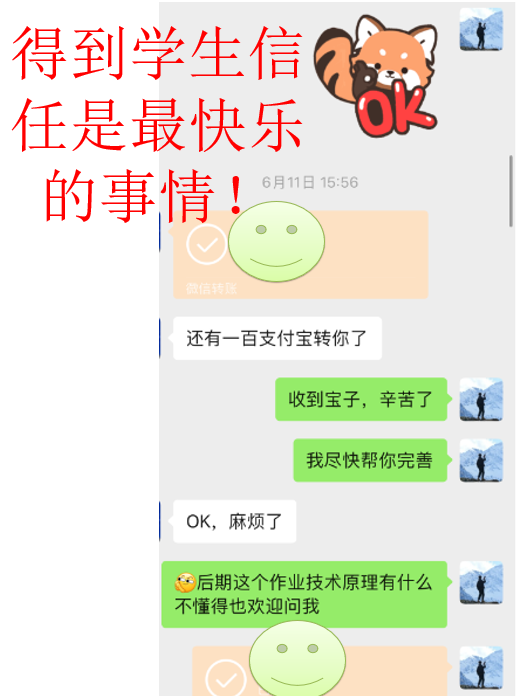 得到学生信
任是最快乐
的事情！
OK
6月11日 15:56
微信转账
还有一百支付宝转你了
收到宝子，辛苦了
我尽快帮你完善
OK，麻烦了
后期这个作业技术原理有什么
不懂得也欢迎问我